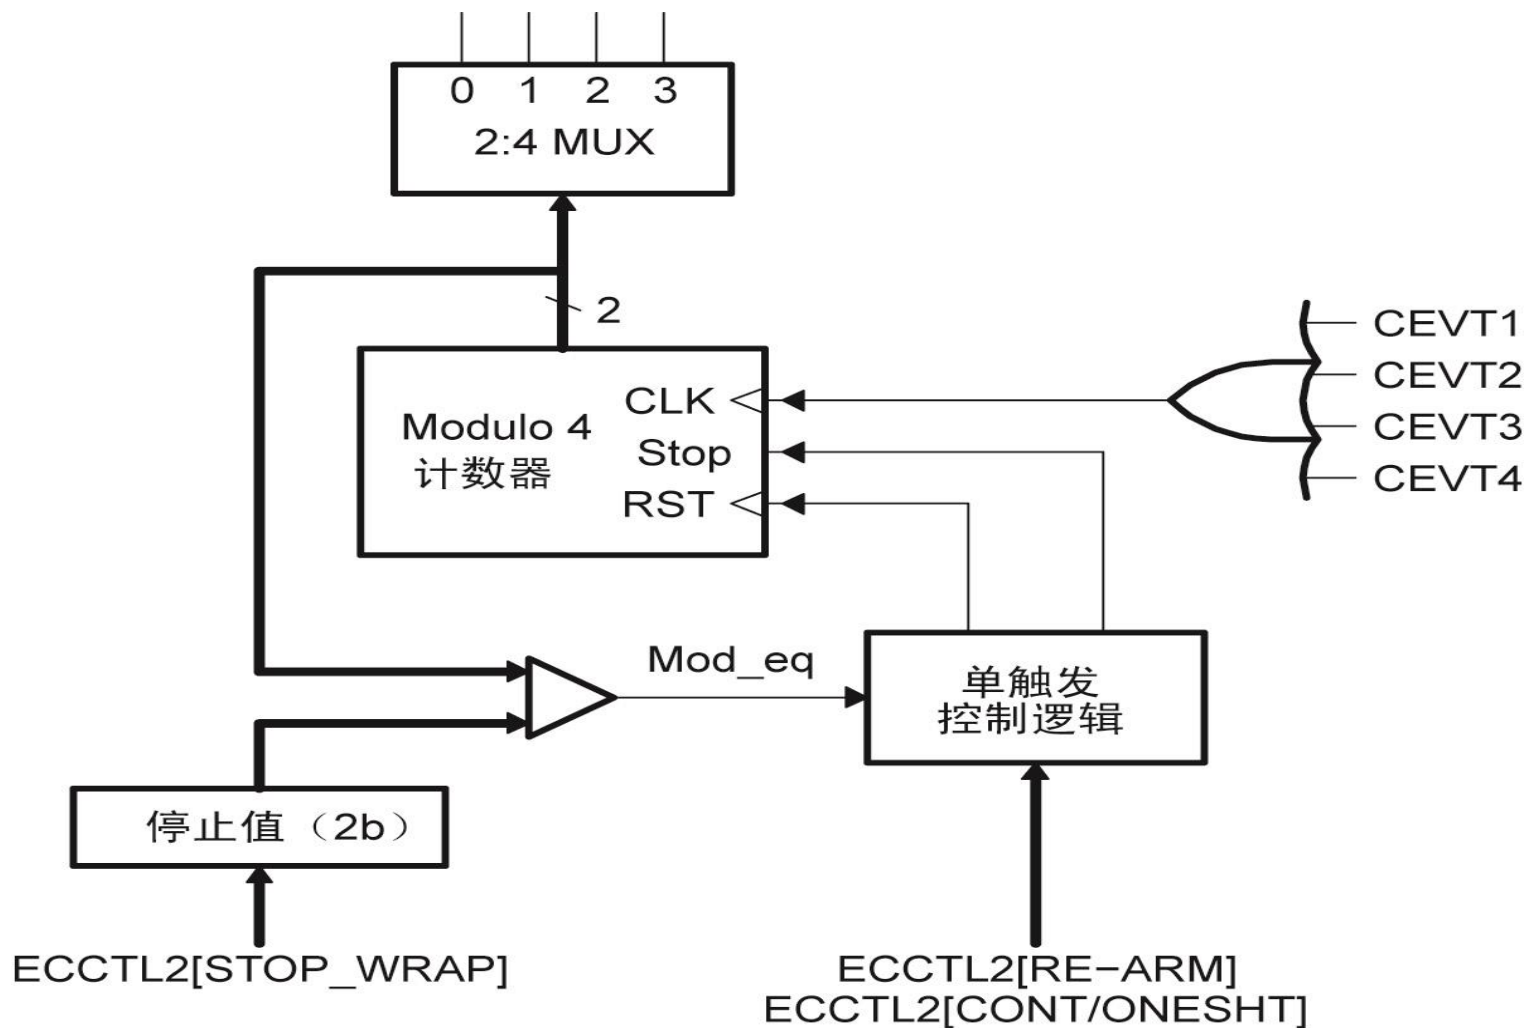 0 1 2 3
2:4 MUX
2
CEVT1
CEVT2
CEVT3
CEVT4
CLK
Stop
RST
Modulo 4
计数器
Mod_eq
单触发
控制逻辑
停止值（2b）
ECCTL2[STOP_WRAP]
ECCTL2[RE−ARM]
ECCTL2[CONT/ONESHT]